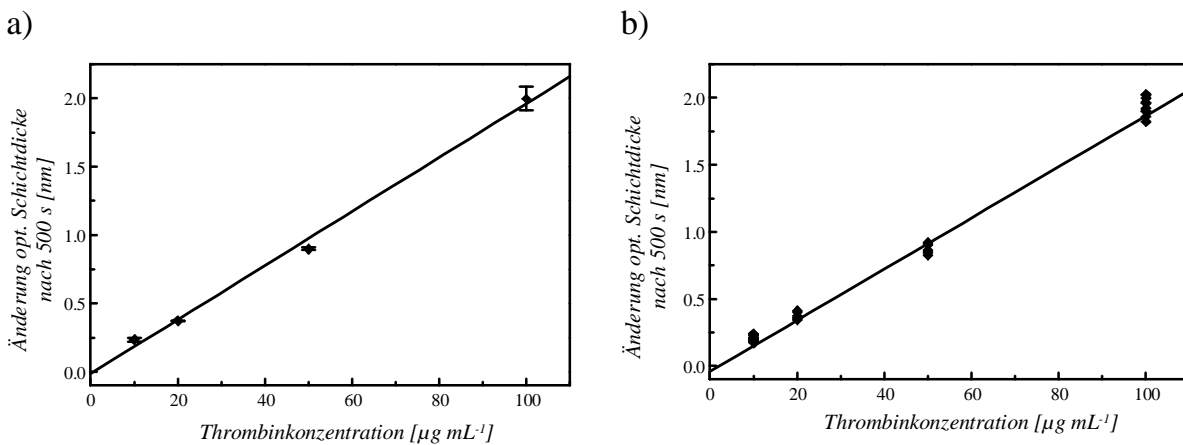 a)
Änderung opt. Schichtdicke
nach 500 s [nm]
2.0
1.5
1.0
0.5
0.0
0
20
40
60
80
100
Thrombinkonzentration [µg mL⁻¹]
b)
Änderung opt. Schichtdicke
nach 500 s [nm]
2.0
1.5
1.0
0.5
0.0
0
20
40
60
80
100
Thrombinkonzentration [µg mL⁻¹]